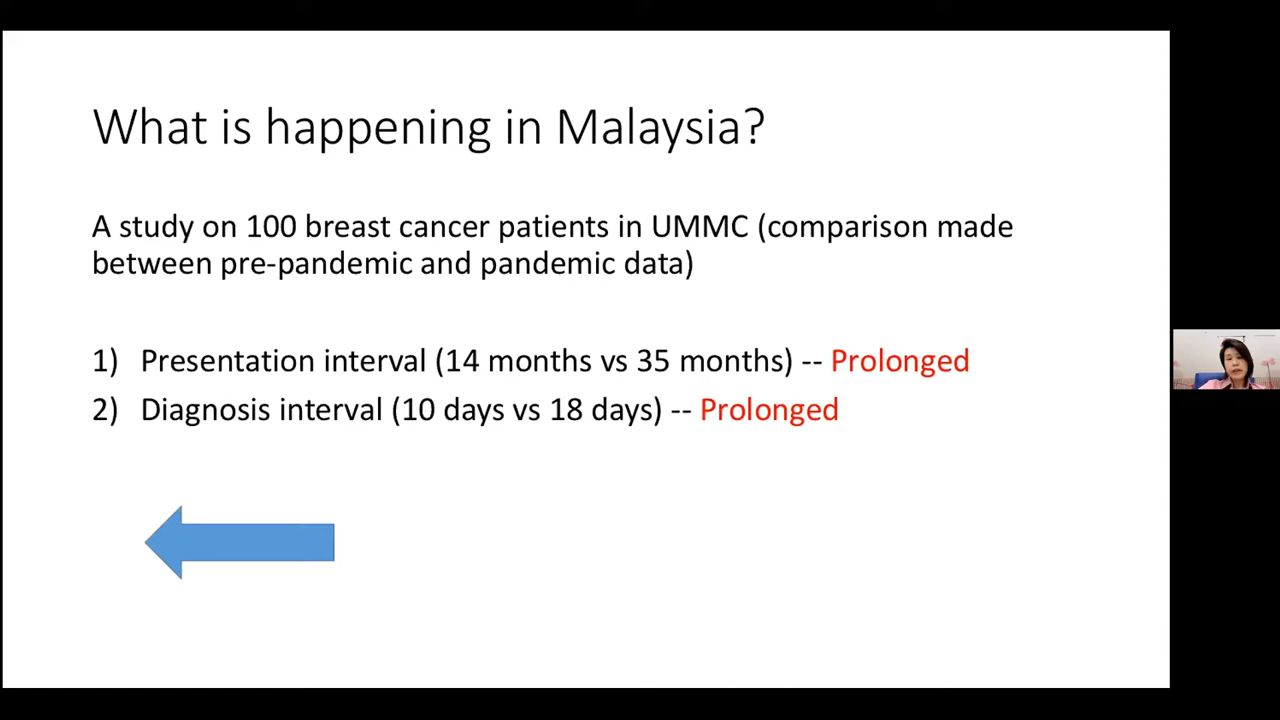 What is happening in Malaysia?
A study on 100 breast cancer patients in UMMC (comparison made
between pre-pandemic and pandemic data)
1) Presentation interval (14 months vs 35 months) -- Prolonged
2) Diagnosis interval (10 days vs 18 days) -- Prolonged